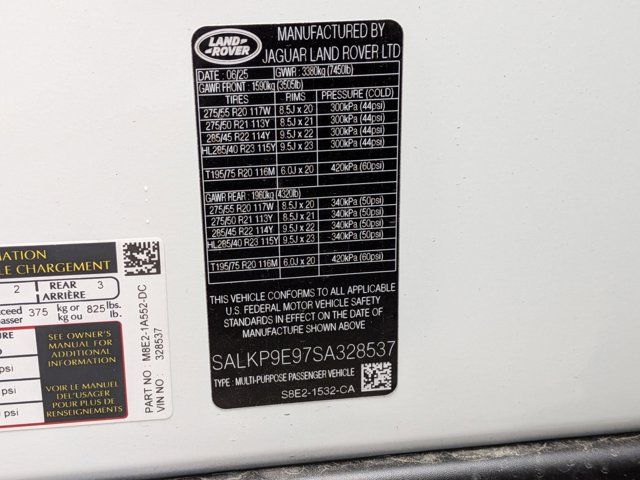 LAND-
ROVER
MANUFACTURED BY
JAGUAR LAND ROVER LTD
DATE : 06/25 GVWR : 3380kg (7450lb)
GAWR FRONT : 1590kg (3505lb)
TIRES RIMS PRESSURE (COLD)
275/55 R20 117W 8.5J x 20 300kPa (44psi)
275/50 R21 113Y 8.5J x 21 300kPa (44psi)
285/45 R22 114Y 9.5J x 22 300kPa (44psi)
HL285/40 R23 115Y 9.5J x 23 300kPa (44psi)
T195/75 R20 116M 6.0J x 20 420kPa (60psi)
GAWR REAR : 1960kg (4320lb)
275/55 R20 117W 8.5J x 20 340kPa (50psi)
275/50 R21 113Y 8.5J x 21 340kPa (50psi)
285/45 R22 114Y 9.5J x 22 340kPa (50psi)
HL285/40 R23 115Y 9.5J x 23 340kPa (50psi)
T195/75 R20 116M 6.0J x 20 420kPa (60psi)
THIS VEHICLE CONFORMS TO ALL APPLICABLE
U.S. FEDERAL MOTOR VEHICLE SAFETY
STANDARDS IN EFFECT ON THE DATE OF
MANUFACTURE SHOWN ABOVE.
SALKP9E97SA328537
TYPE : MULTI-PURPOSE PASSENGER VEHICLE
S8E2-1532-CA
MATION
LE CHARGEMENT
2 REAR 3
ARRIÈRE
xceed 375 kg or 825 lbs.
passer kg ou lb.
SEE OWNER'S
MANUAL FOR
ADDITIONAL
INFORMATION
VOIR LE MANUEL
DEL'USAGER
POUR PLUS DE
RENSEIGNEMENTS
psi
psi
psi
PART NO : M8E2-1A552-DC
VIN NO : 328537